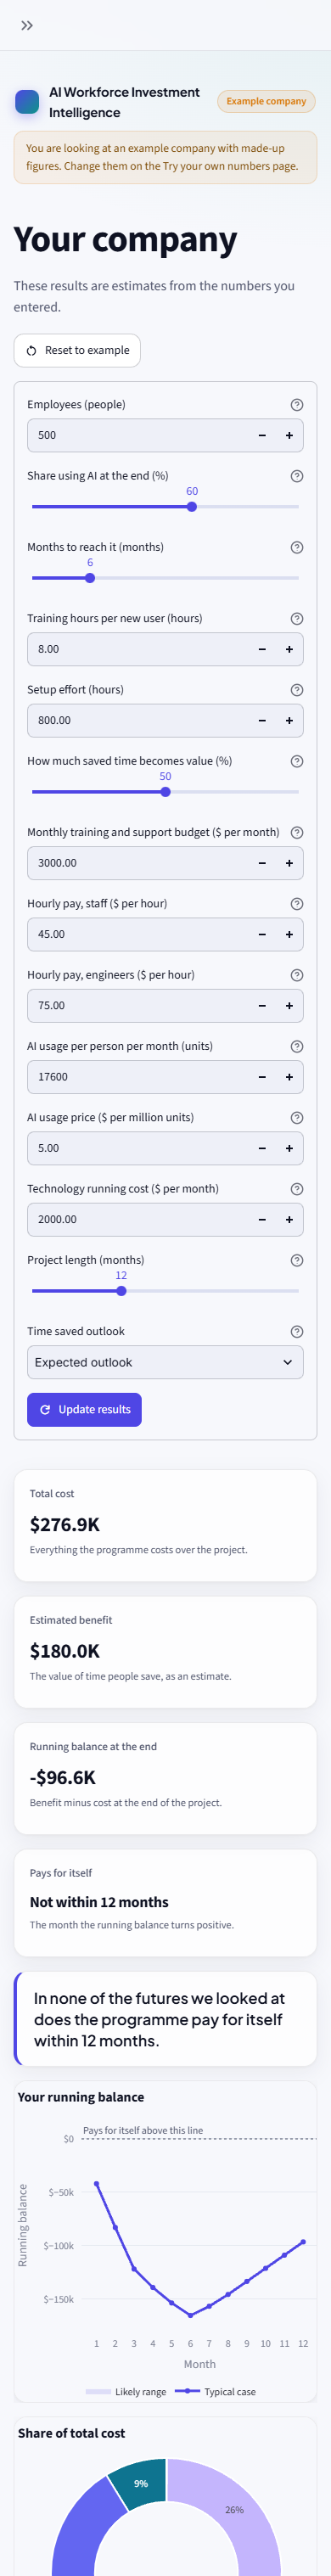 AI Workforce Investment
Intelligence
Example company
You are looking at an example company with made-up
figures. Change them on the Try your own numbers page.
Your company
These results are estimates from the numbers you
entered.
Reset to example
Employees (people)
500
Share using AI at the end (%)
60
Months to reach it (months)
6
Training hours per new user (hours)
8.00
Setup effort (hours)
800.00
How much saved time becomes value (%)
50
Monthly training and support budget ($ per month)
3000.00
Hourly pay, staff ($ per hour)
45.00
Hourly pay, engineers ($ per hour)
75.00
AI usage per person per month (units)
17600
AI usage price ($ per million units)
5.00
Technology running cost ($ per month)
2000.00
Project length (months)
12
Time saved outlook
Expected outlook
Update results
Total cost
$276.9K
Everything the programme costs over the project.
Estimated benefit
$180.0K
The value of time people save, as an estimate.
Running balance at the end
-$96.6K
Benefit minus cost at the end of the project.
Pays for itself
Not within 12 months
The month the running balance turns positive.
In none of the futures we looked at
does the programme pay for itself
within 12 months.
Your running balance
Pays for itself above this line
$0
$−50k
$−100k
$−150k
Running balance
1 2 3 4 5 6 7 8 9 10 11 12
Month
Likely range Typical case
Share of total cost
9%
26%